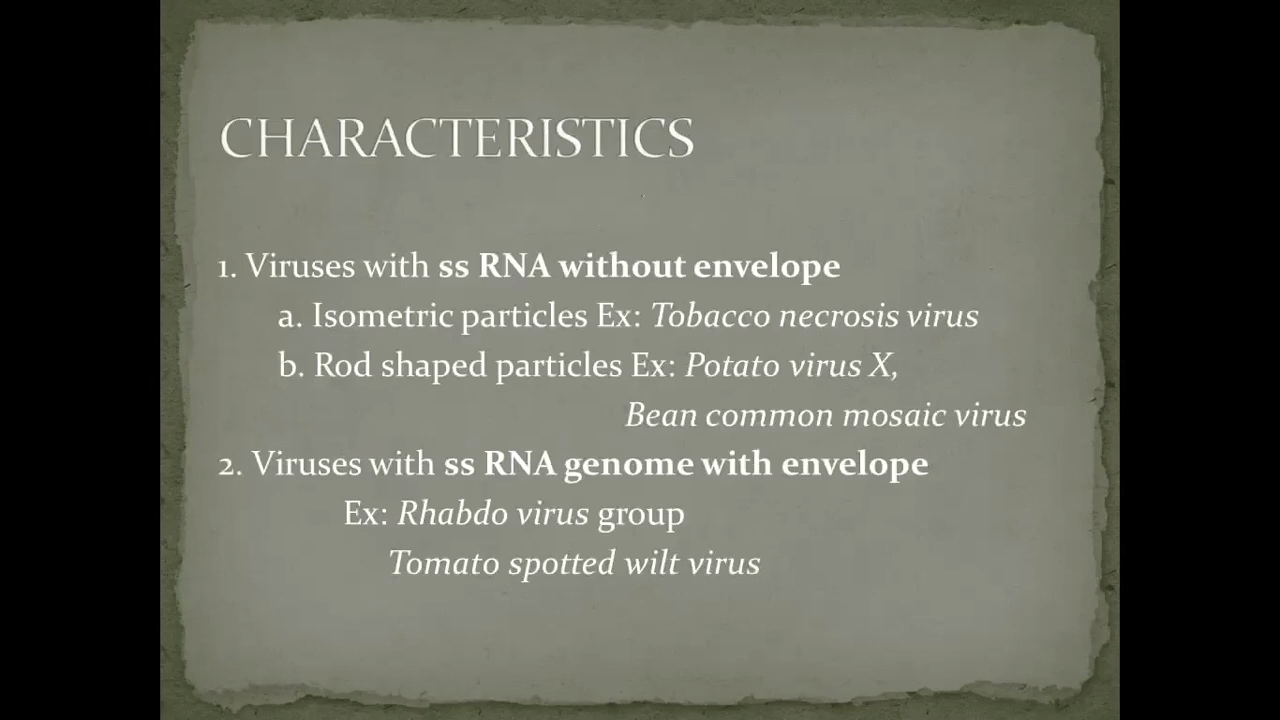 CHARACTERISTICS
1. Viruses with ss RNA without envelope
a. Isometric particles Ex: Tobacco necrosis virus
b. Rod shaped particles Ex: Potato virus X,
Bean common mosaic virus
2. Viruses with ss RNA genome with envelope
Ex: Rhabdo virus group
Tomato spotted wilt virus